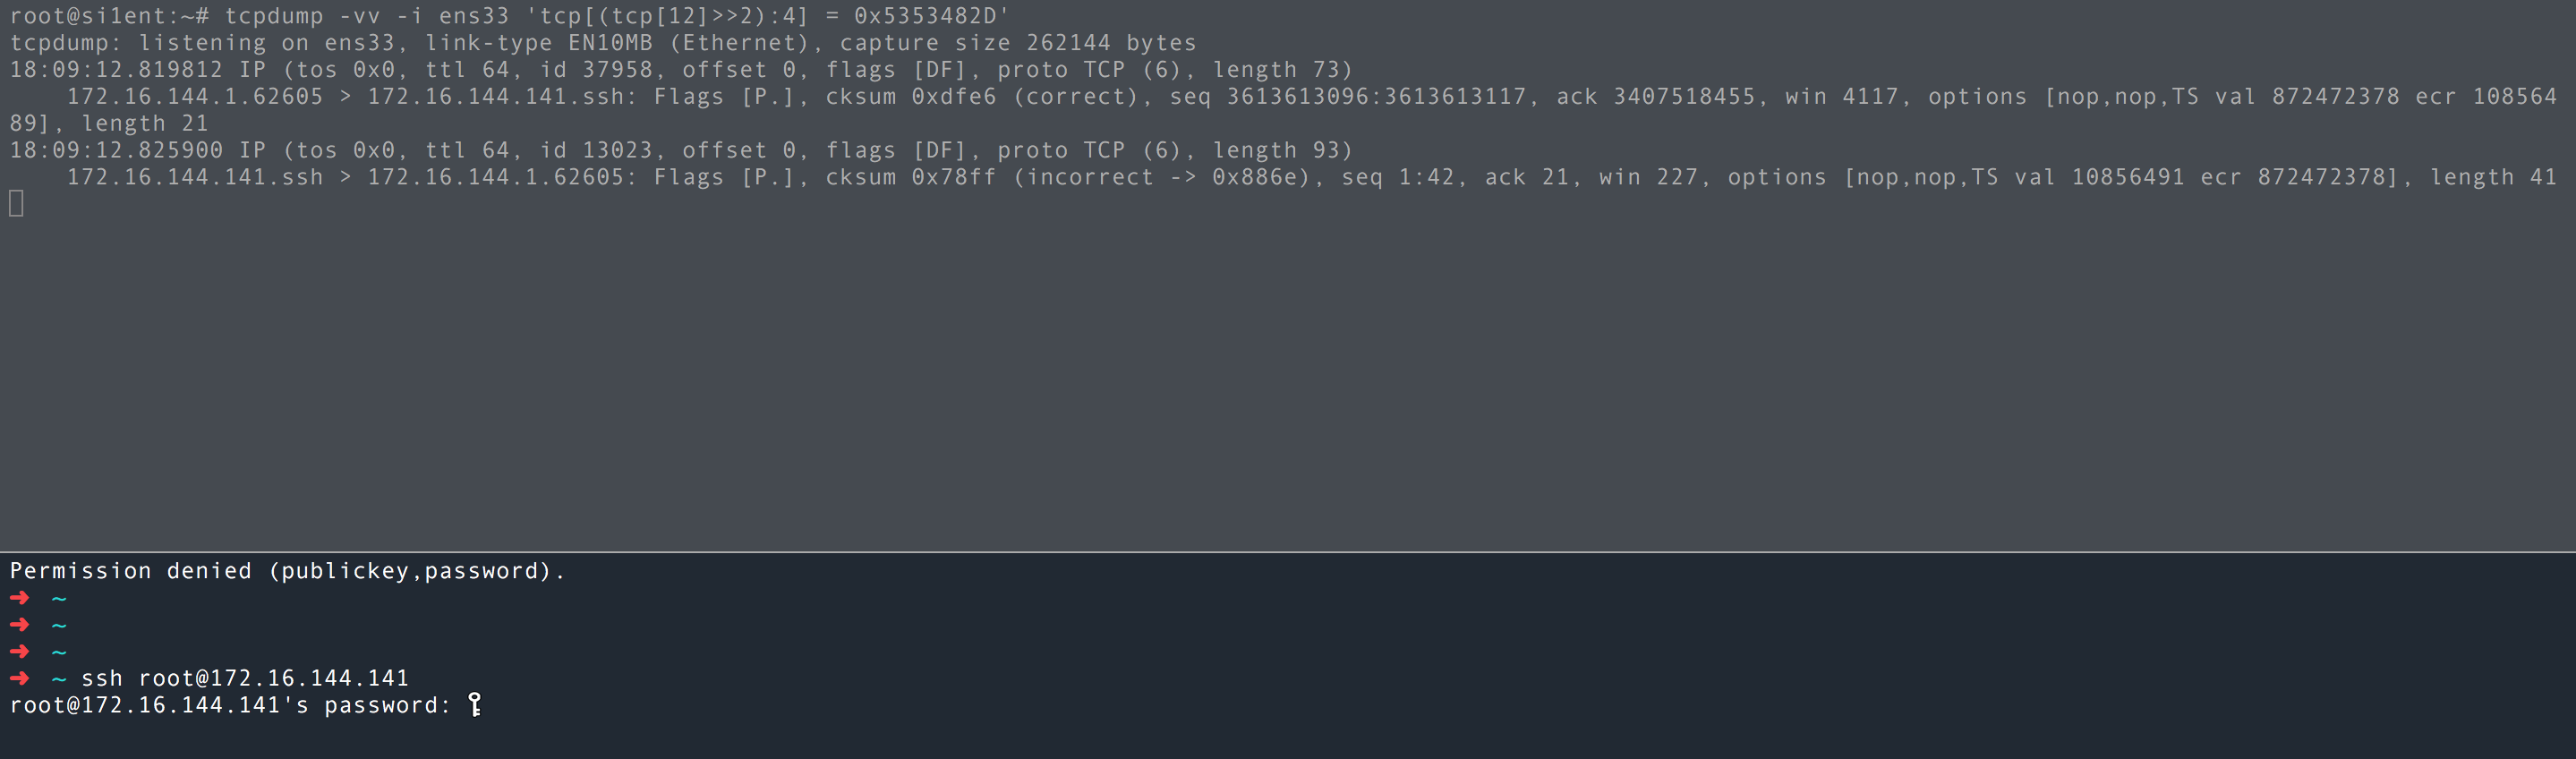 root@si1ent:~# tcpdump -vv -i ens33 'tcp[(tcp[12]>>2):4] = 0x5353482D'
tcpdump: listening on ens33, link-type EN10MB (Ethernet), capture size 262144 bytes
18:09:12.819812 IP (tos 0x0, ttl 64, id 37958, offset 0, flags [DF], proto TCP (6), length 73)
    172.16.144.1.62605 > 172.16.144.141.ssh: Flags [P.], cksum 0xdfe6 (correct), seq 3613613096:3613613117, ack 3407518455, win 4117, options [nop,nop,TS val 872472378 ecr 108564
89], length 21
18:09:12.825900 IP (tos 0x0, ttl 64, id 13023, offset 0, flags [DF], proto TCP (6), length 93)
    172.16.144.141.ssh > 172.16.144.1.62605: Flags [P.], cksum 0x78ff (incorrect -> 0x886e), seq 1:42, ack 21, win 227, options [nop,nop,TS val 10856491 ecr 872472378], length 41
Permission denied (publickey,password).
➜  ~
➜  ~
➜  ~
➜  ~ ssh root@172.16.144.141
root@172.16.144.141's password: